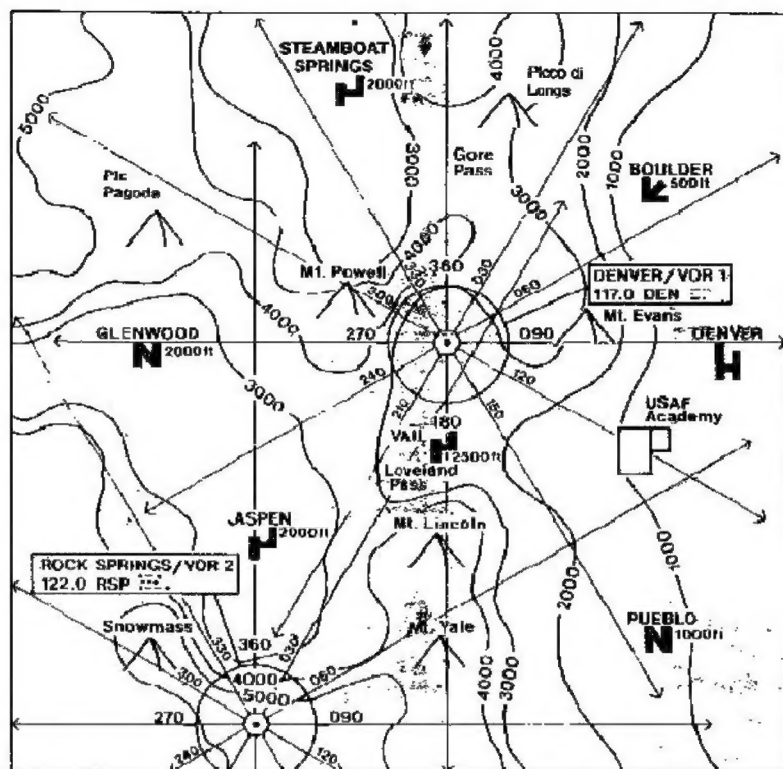 STEAMBOAT
SPRINGS
2000ft
4000
Picco di
Longs
5000
3000
2000
1000
Gore
Pass
BOULDER
500ft
Pic
Pagoda
3000
4000
Mt. Powell
330
360
030
300
060
DENVER/VOR 1
117.0 DEN
Mt. Evans
4000
GLENWOOD
2000ft
270
090
DENVER
240
120
3000
210
150
USAF
Academy
180
VAIL
2500ft
Loveland
Pass
JASPEN
2000ft
Mt. Lincoln
1000
ROCK SPRINGS/VOR 2
122.0 RSP
2000
Snowmass
330
360
030
Mt. Yale
PUEBLO
1000ft
300
4000
060
5000
4000
3000
270
090
240
120